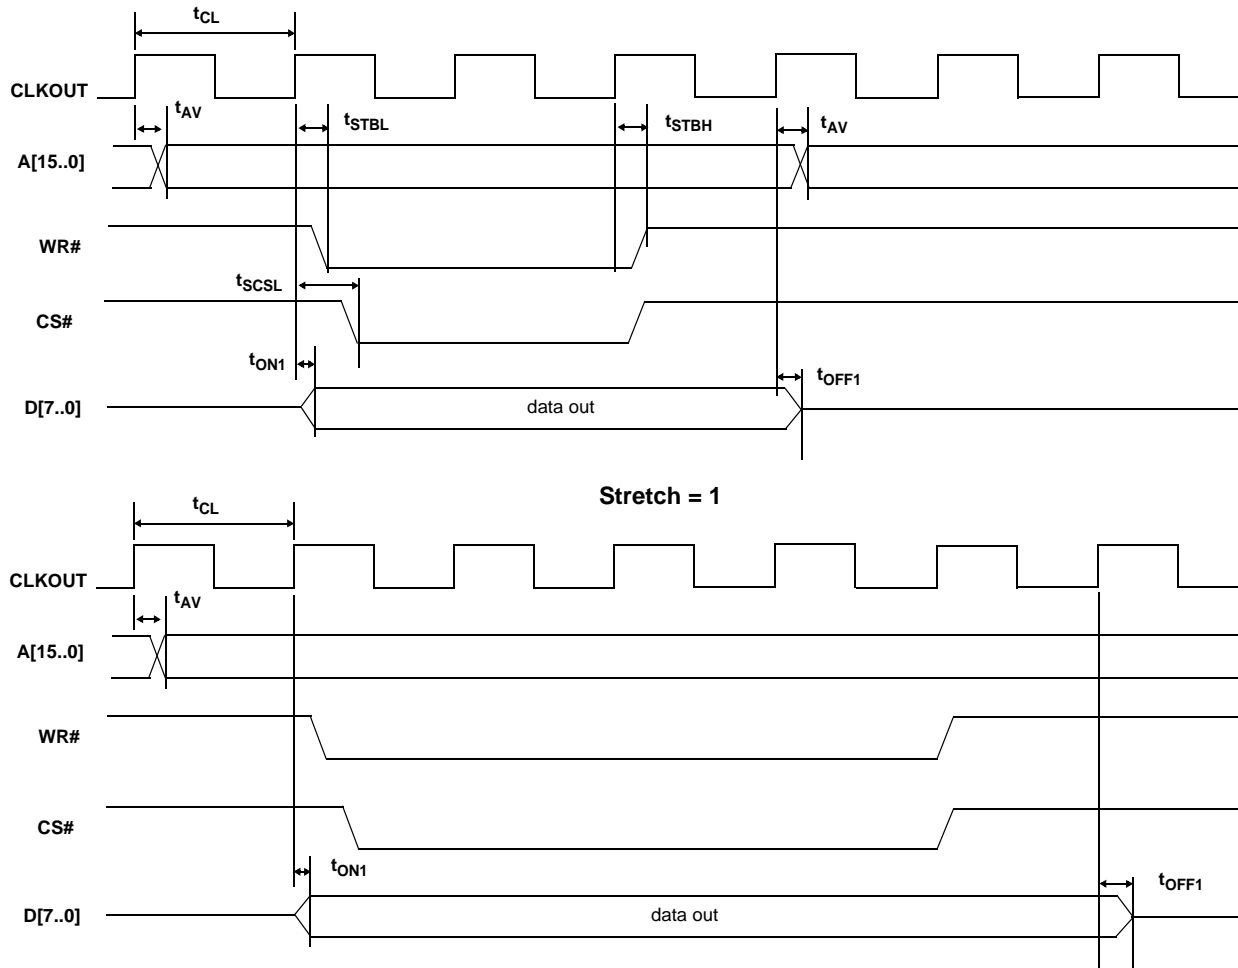 tCL
CLKOUT
tAV
tSTBL
tSTBH
tAV
A[15..0]
WR#
tSCSL
CS#
tON1
tOFF1
D[7..0]
data out
Stretch = 1
tCL
CLKOUT
tAV
A[15..0]
WR#
CS#
tON1
tOFF1
D[7..0]
data out